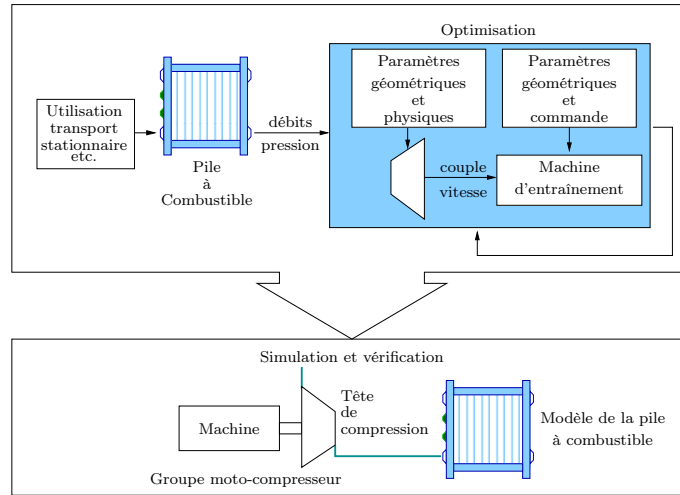 Optimisation
Utilisation
transport
stationnaire
etc.
Pile
à
Combustible
débits
pression
Paramètres
géométriques
et
physiques
Paramètres
géométriques
et
commande
couple
vitesse
Machine
d'entraînement
Simulation et vérification
Machine
Tête
de
compression
Groupe moto-compresseur
Modèle de la pile
à combustible